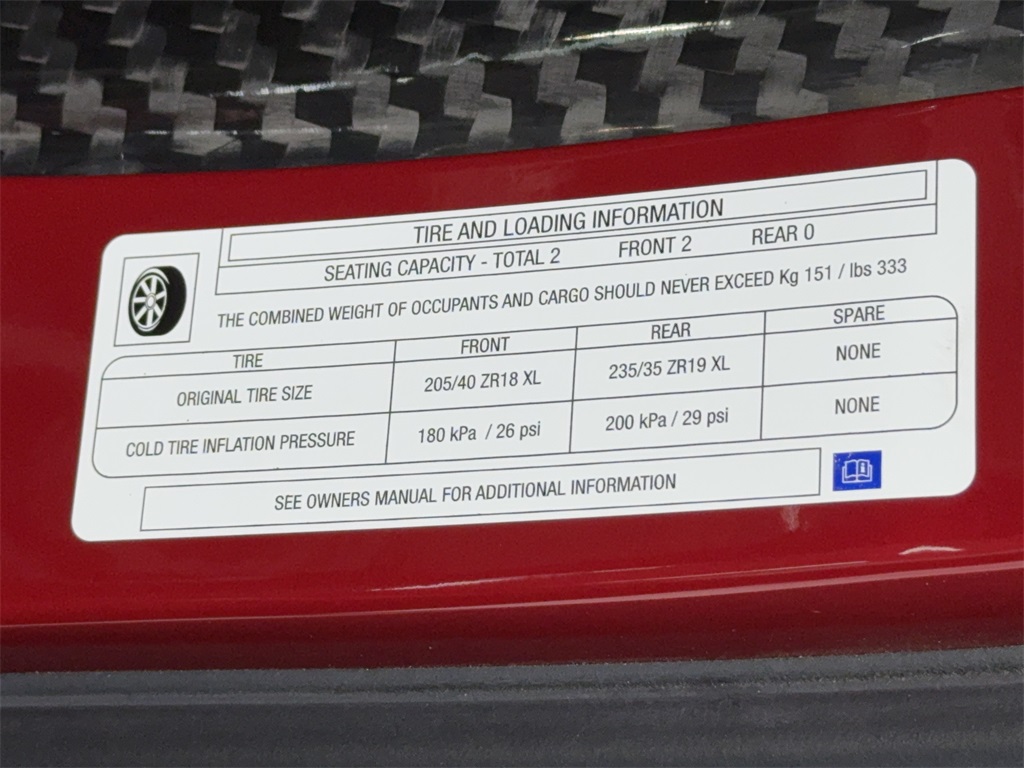 TIRE AND LOADING INFORMATION
SEATING CAPACITY - TOTAL 2 FRONT 2 REAR 0
THE COMBINED WEIGHT OF OCCUPANTS AND CARGO SHOULD NEVER EXCEED Kg 151 / lbs 333
TIRE FRONT REAR SPARE
ORIGINAL TIRE SIZE 205/40 ZR18 XL 235/35 ZR19 XL NONE
COLD TIRE INFLATION PRESSURE 180 kPa / 26 psi 200 kPa / 29 psi NONE
SEE OWNERS MANUAL FOR ADDITIONAL INFORMATION